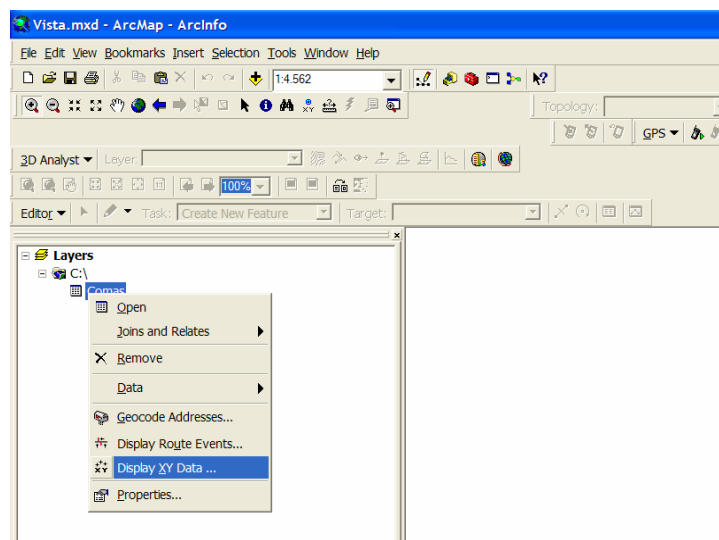 Vista.mxd - ArcMap - ArcInfo
File Edit View Bookmarks Insert Selection Tools Window Help
1:4.562
Topology:
GPS
3D Analyst Layer:
100%
Editor Task: Create New Feature Target:
Layers
C:\
Comas
Open
Joins and Relates
Remove
Data
Geocode Addresses...
Display Route Events...
Display XY Data ...
Properties...